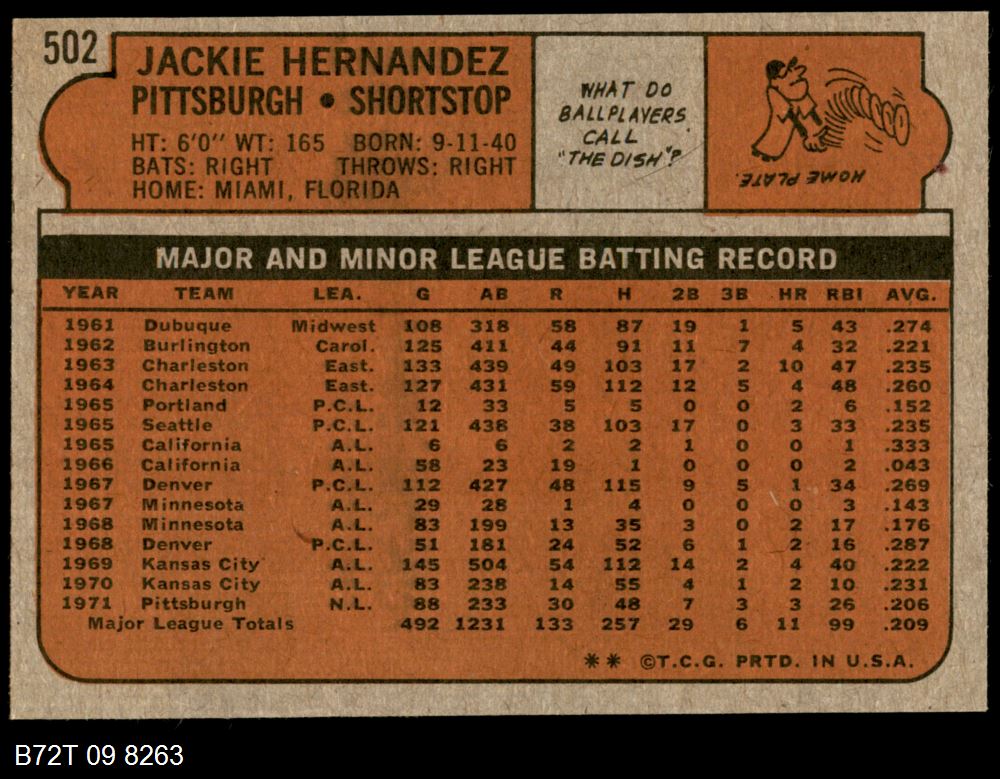 502
JACKIE HERNANDEZ
PITTSBURGH • SHORTSTOP
HT: 6'0" WT: 165 BORN: 9-11-40
BATS: RIGHT THROWS: RIGHT
HOME: MIAMI, FLORIDA
WHAT DO
BALLPLAYERS
CALL
"THE DISH"?
HOME PLATE.
MAJOR AND MINOR LEAGUE BATTING RECORD
YEAR TEAM LEA. G AB R H 2B 3B HR RBI AVG.
1961 Dubuque Midwest 108 318 58 87 19 1 5 43 .274
1962 Burlington Carol. 125 411 44 91 11 7 4 32 .221
1963 Charleston East. 133 439 49 103 17 2 10 47 .235
1964 Charleston East. 127 431 59 112 12 5 4 48 .260
1965 Portland P.C.L. 12 33 5 5 0 0 2 6 .152
1965 Seattle P.C.L. 121 438 38 103 17 0 3 33 .235
1965 California A.L. 6 6 2 2 1 0 0 1 .333
1966 California A.L. 58 23 19 1 0 0 0 2 .043
1967 Denver P.C.L. 112 427 48 115 9 5 1 34 .269
1967 Minnesota A.L. 29 28 1 4 0 0 0 3 .143
1968 Minnesota A.L. 83 199 13 35 3 0 2 17 .176
1968 Denver P.C.L. 51 181 24 52 6 1 2 16 .287
1969 Kansas City A.L. 145 504 54 112 14 2 4 40 .222
1970 Kansas City A.L. 83 238 14 55 4 1 2 10 .231
1971 Pittsburgh N.L. 88 233 30 48 7 3 3 26 .206
Major League Totals 492 1231 133 257 29 6 11 99 .209
** ©T.C.G. PRTD. IN U.S.A.
B72T 09 8263